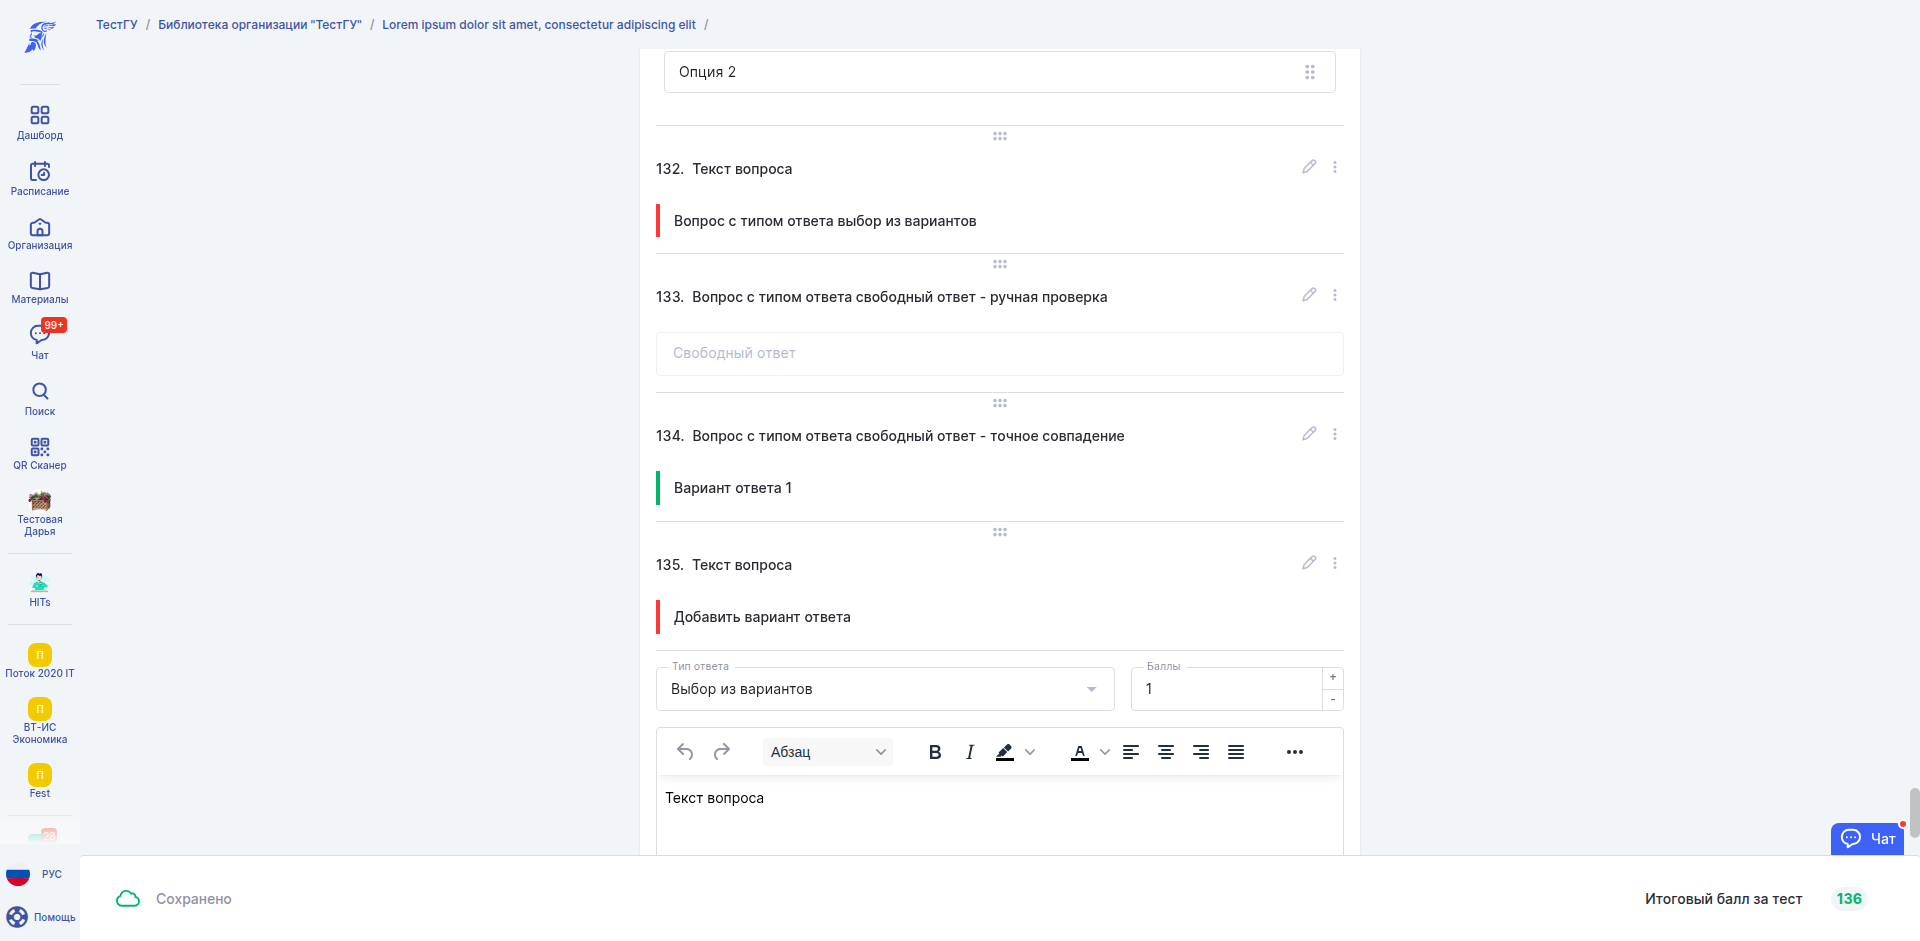 ТестГУ / Библиотека организации "ТестГУ" / Lorem ipsum dolor sit amet, consectetur adipiscing elit /
Дашборд
Расписание
Организация
Материалы
99+
Чат
Поиск
QR Сканер
Тестовая
Дарья
HITs
П
Поток 2020 IT
П
ВТ-ИС
Экономика
П
Fest
28
РУС
Помощь
Опция 2
132. Текст вопроса
Вопрос с типом ответа выбор из вариантов
133. Вопрос с типом ответа свободный ответ - ручная проверка
Свободный ответ
134. Вопрос с типом ответа свободный ответ - точное совпадение
Вариант ответа 1
135. Текст вопроса
Добавить вариант ответа
Тип ответа
Выбор из вариантов
Баллы
1
+
-
Абзац
B I A
Текст вопроса
Чат
Сохранено
Итоговый балл за тест 136